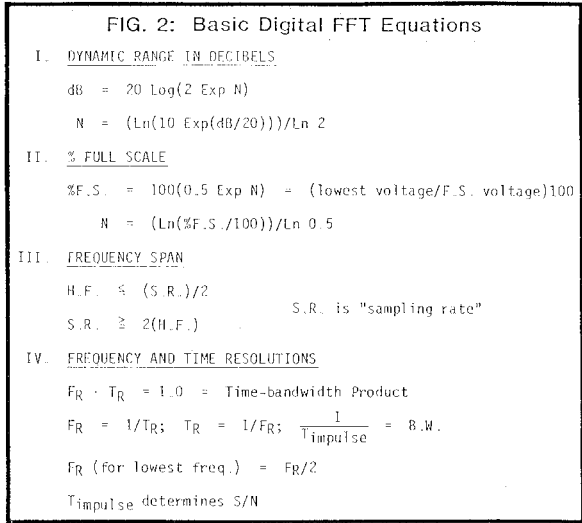 FIG. 2: Basic Digital FFT Equations
I. DYNAMIC RANGE IN DECIBELS
dB = 20 Log(2 Exp N)
N = (Ln(10 Exp(dB/20)))/Ln 2
II. % FULL SCALE
%F.S. = 100(0.5 Exp N) = (lowest voltage/F.S. voltage)100
N = (Ln(%F.S./100))/Ln 0.5
III. FREQUENCY SPAN
H.F. ≤ (S.R.)/2
S.R. is "sampling rate"
S.R. ≥ 2(H.F.)
IV. FREQUENCY AND TIME RESOLUTIONS
FR · TR = 1.0 = Time-bandwidth Product
FR = 1/TR; TR = 1/FR; 1/Timpulse = B.W.
FR (for lowest freq.) = FR/2
Timpulse determines S/N